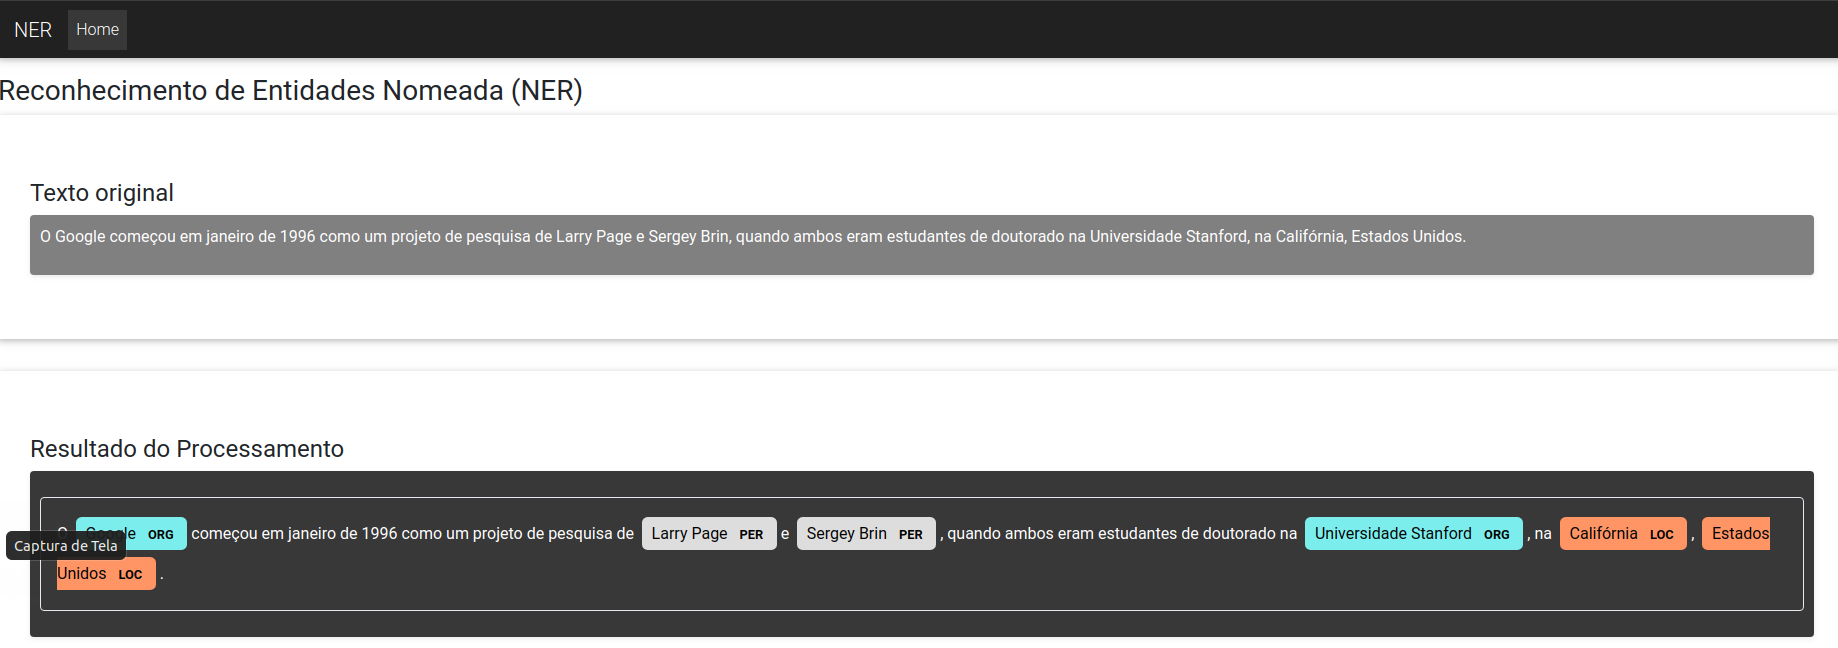 NER Home
Reconhecimento de Entidades Nomeada (NER)
Texto original
O Google começou em janeiro de 1996 como um projeto de pesquisa de Larry Page e Sergey Brin, quando ambos eram estudantes de doutorado na Universidade Stanford, na Califórnia, Estados Unidos.
Resultado do Processamento
O Google ORG começou em janeiro de 1996 como um projeto de pesquisa de Larry Page PER e Sergey Brin PER , quando ambos eram estudantes de doutorado na Universidade Stanford ORG , na Califórnia LOC , Estados
Captura de Tela
Unidos LOC .